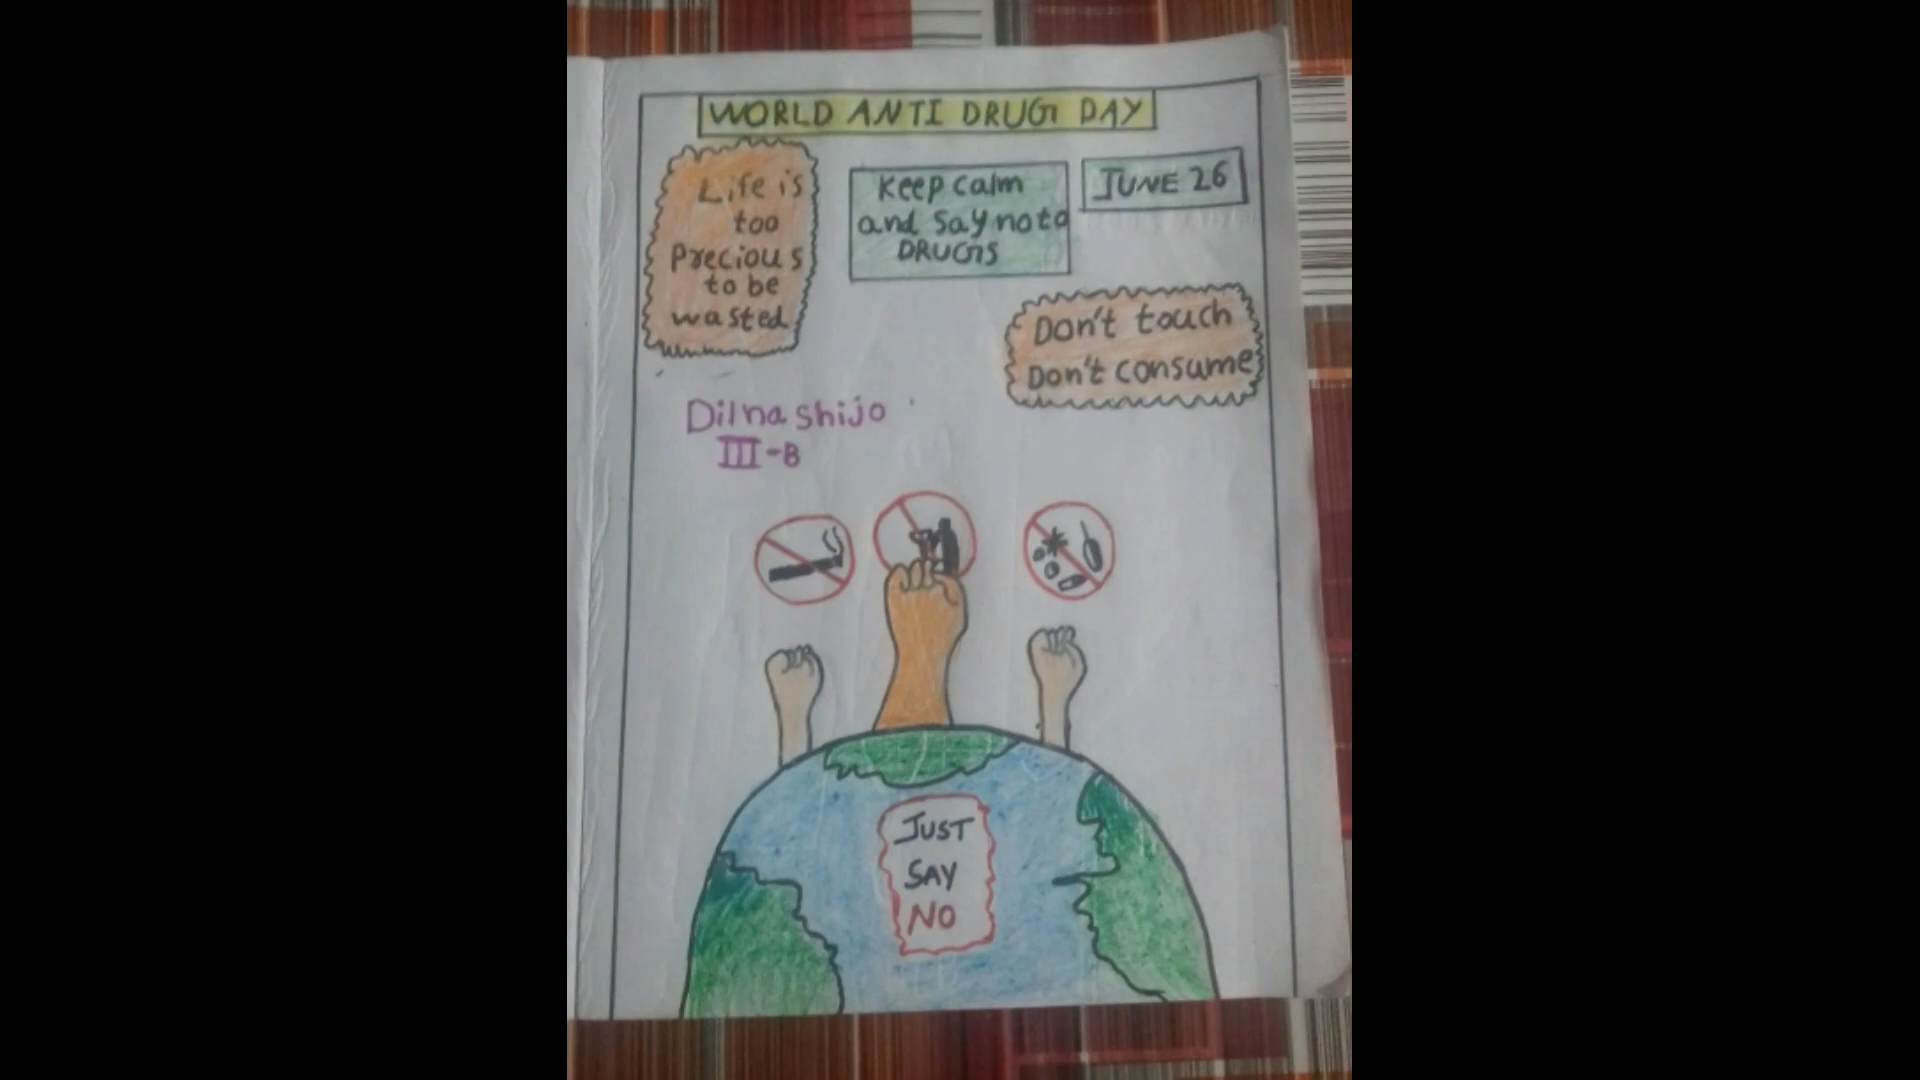 WORLD ANTI DRUG DAY
Life is
too
Precious
to be
wasted
Keep calm
and say no to
DRUGS
JUNE 26
Don't touch
Don't consume
Dilna shijo
III-B
JUST
SAY
NO